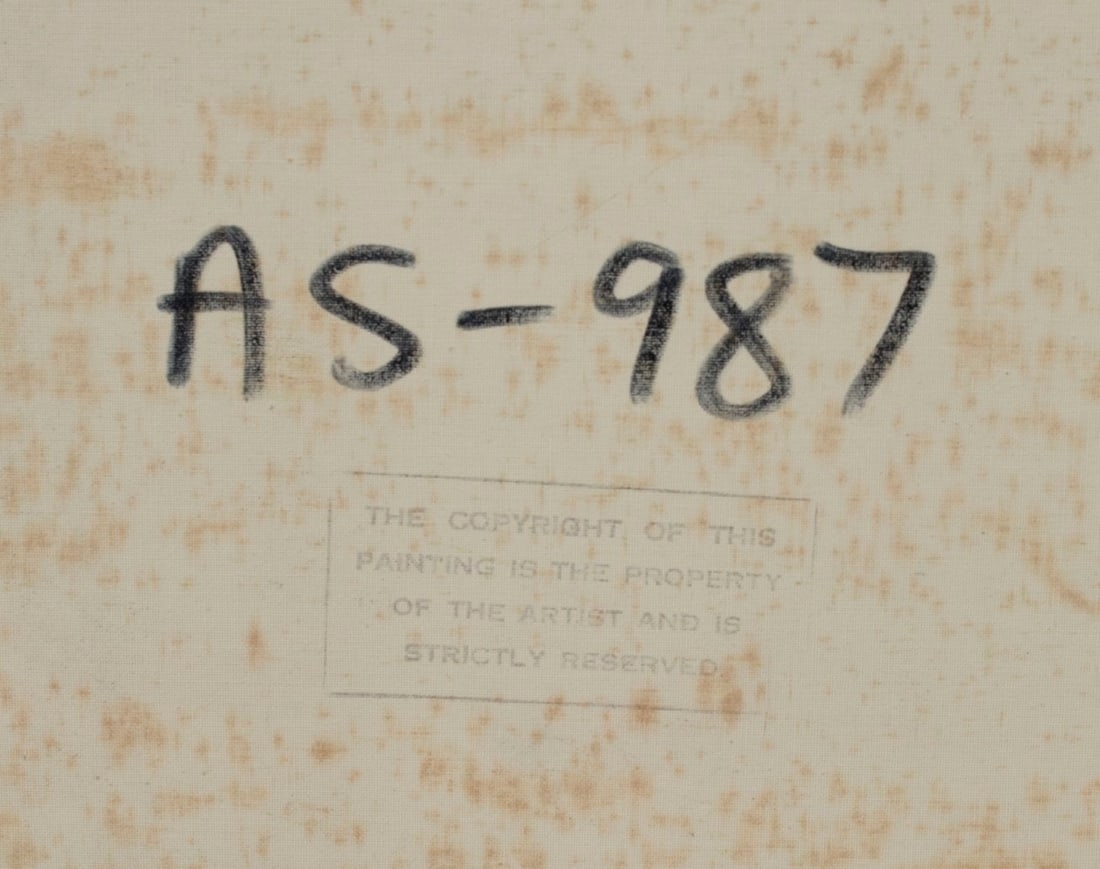 AS-987
THE COPYRIGHT OF THIS
PAINTING IS THE PROPERTY
OF THE ARTIST AND IS
STRICTLY RESERVED.